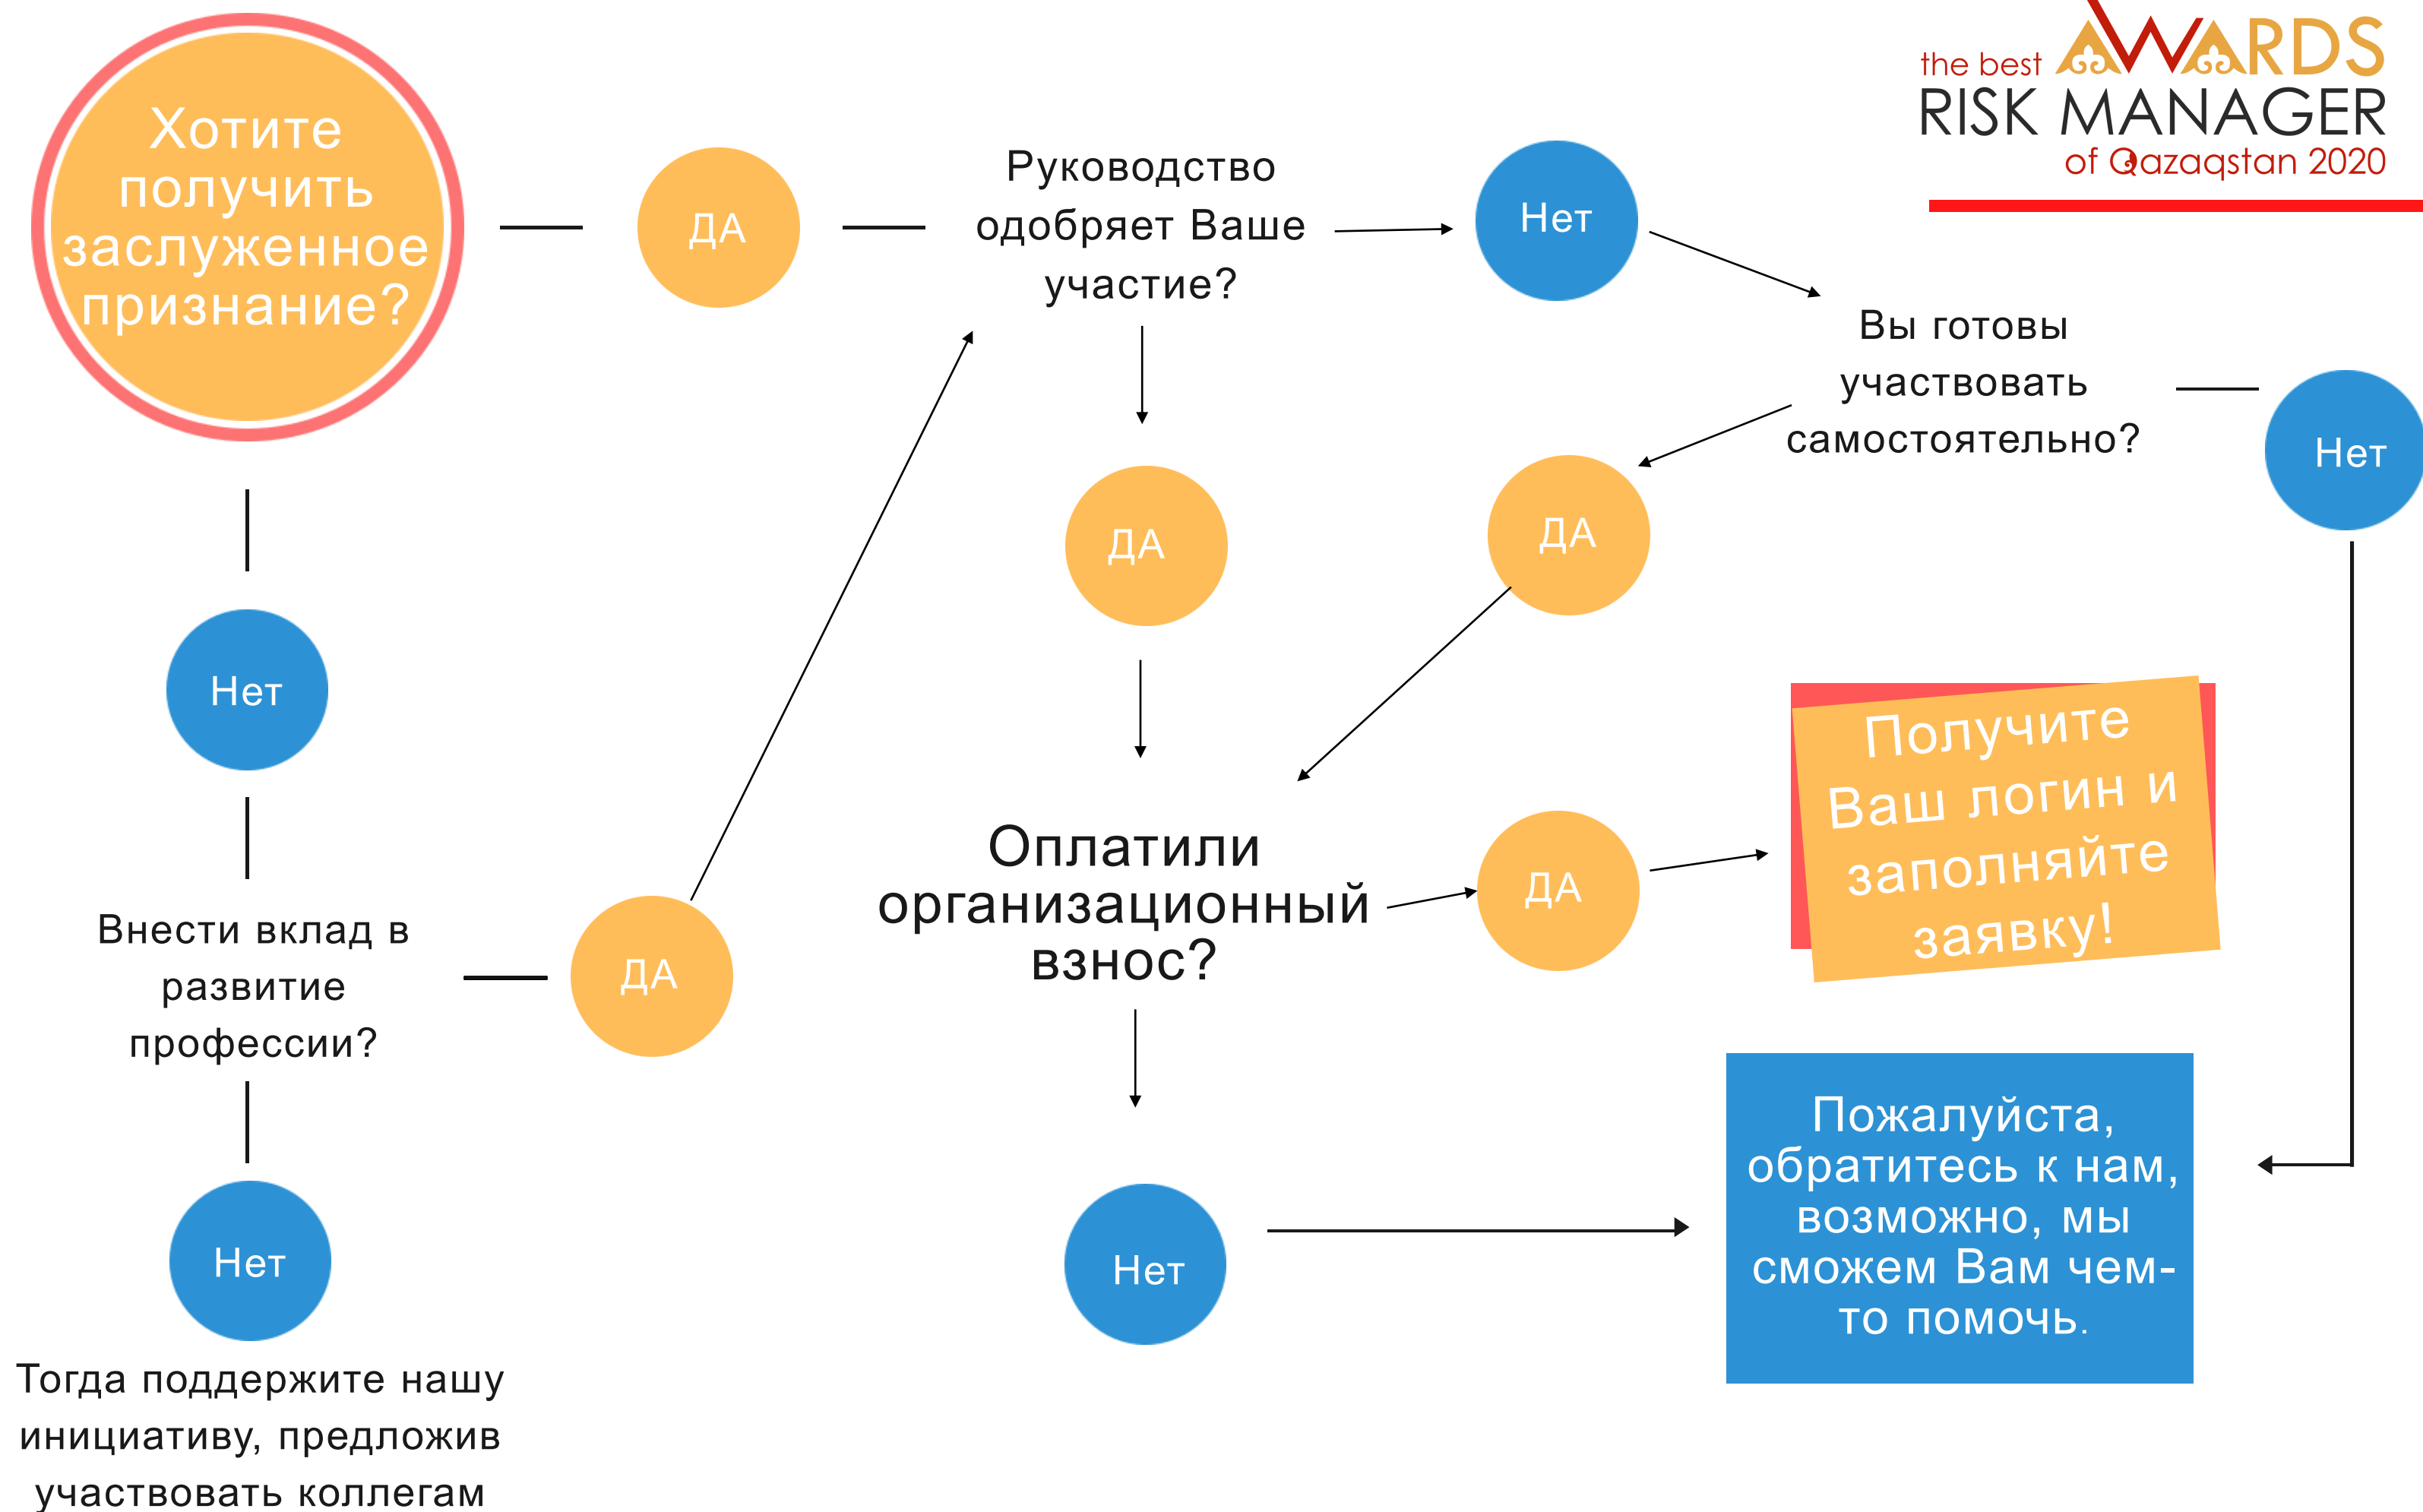 Хотите
получить
заслуженное
признание?
ДА
Руководство
одобряет Ваше
участие?
Нет
the best AWARDS
RISK MANAGER
of Qazaqstan 2020
Вы готовы
участвовать
самостоятельно?
Нет
ДА
ДА
Нет
Внести вклад в
развитие
профессии?
ДА
Оплатили
организационный
взнос?
ДА
Получите
Ваш логин и
заполняйте
заявку!
Нет
Тогда поддержите нашу
инициативу, предложив
участвовать коллегам
Нет
Пожалуйста,
обратитесь к нам,
возможно, мы
сможем Вам чем-
то помочь.